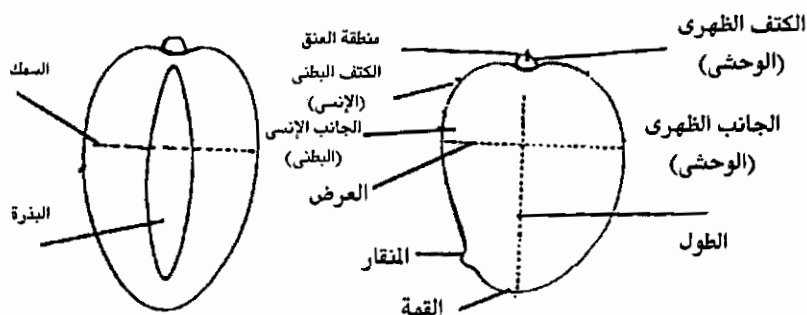 الكتف الظهرى
(الوحشى)
منطقة العنق
الكتف البطنى
(الإنسى)
الجانب الإنسى
(البطنى)
الجانب الظهرى
(الوحشى)
العرض
الطول
المنقار
القمة
السمك
البذرة